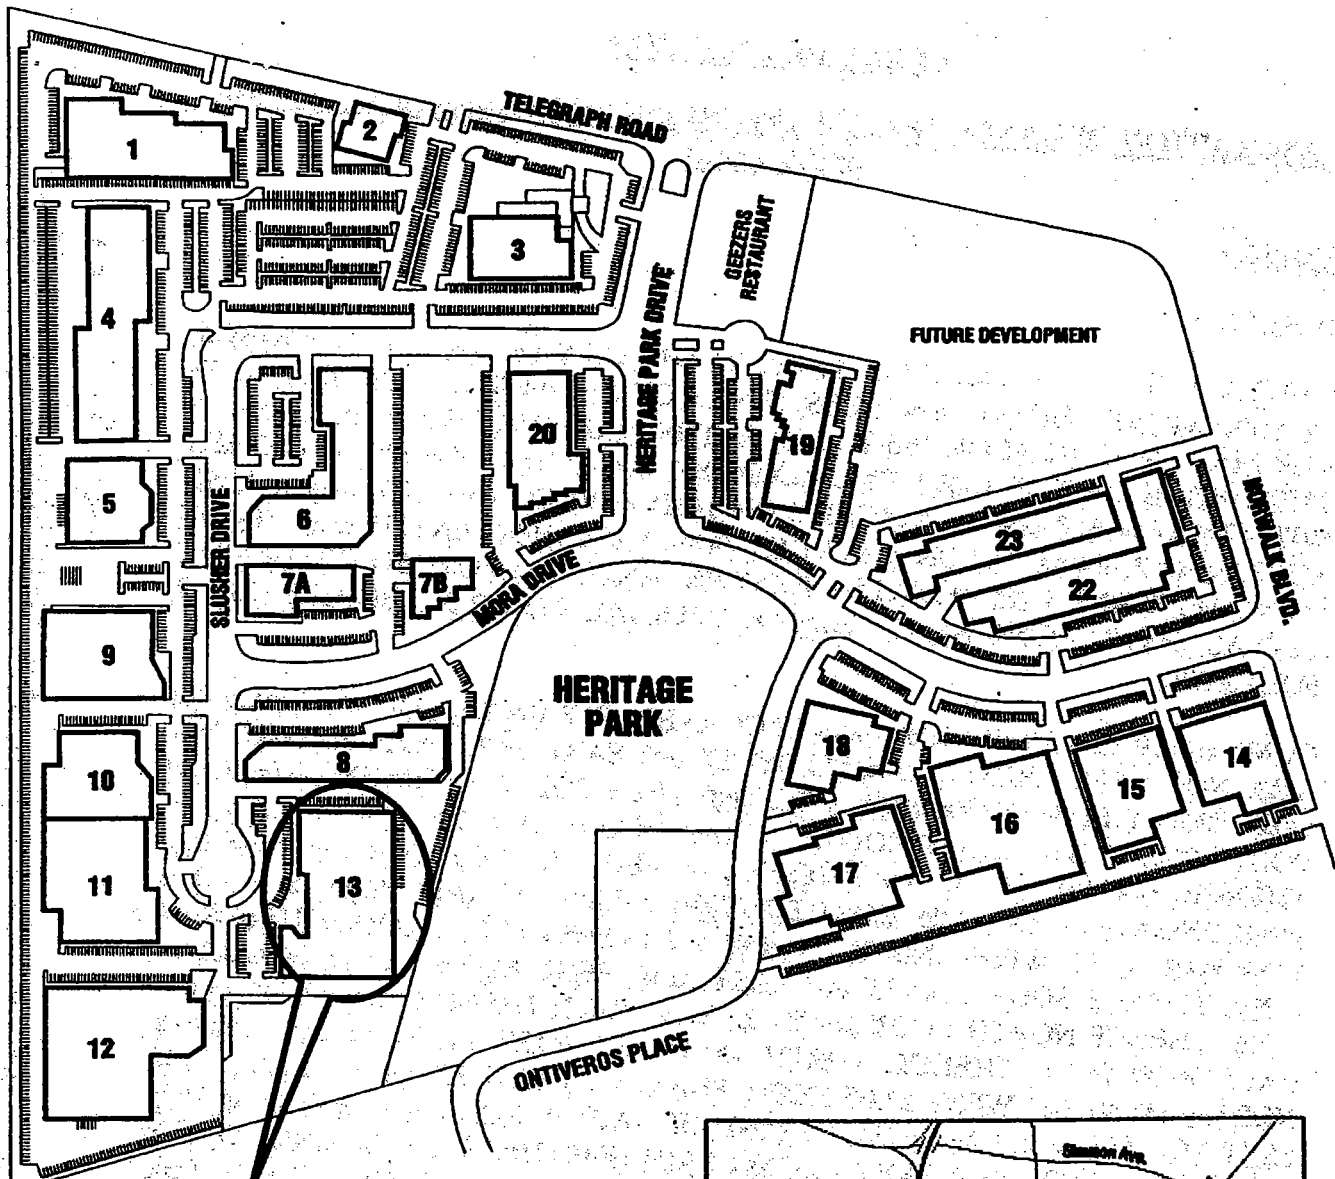 TELEGRAPH ROAD
1
2
3
GEEZERS
RESTAURANT
HERITAGE PARK DRIVE
4
FUTURE DEVELOPMENT
20
19
5
6
SLUSHER DRIVE
NORWALK BLVD.
23
22
7A
7B
MORA DRIVE
9
HERITAGE
PARK
8
10
18
14
15
16
11
13
17
12
ONTIVEROS PLACE
Slauson Ave.